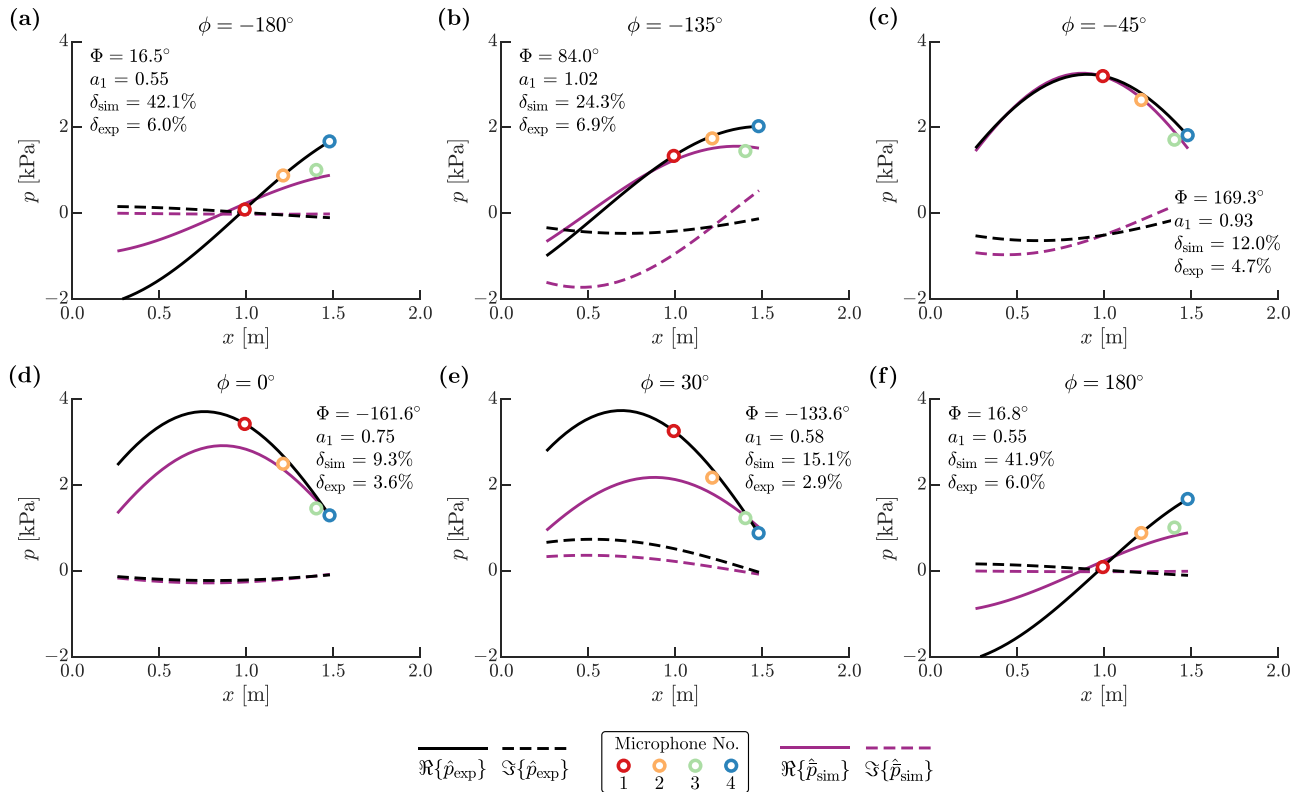 (a)
ϕ = −180°
Φ = 16.5°
a₁ = 0.55
δsim = 42.1%
δexp = 6.0%
4
2
0
−2
p [kPa]
0.0 0.5 1.0 1.5 2.0
x [m]
(b)
ϕ = −135°
Φ = 84.0°
a₁ = 1.02
δsim = 24.3%
δexp = 6.9%
4
2
0
−2
p [kPa]
0.0 0.5 1.0 1.5 2.0
x [m]
(c)
ϕ = −45°
4
2
0
−2
p [kPa]
Φ = 169.3°
a₁ = 0.93
δsim = 12.0%
δexp = 4.7%
0.0 0.5 1.0 1.5 2.0
x [m]
(d)
ϕ = 0°
Φ = −161.6°
a₁ = 0.75
δsim = 9.3%
δexp = 3.6%
4
2
0
−2
p [kPa]
0.0 0.5 1.0 1.5 2.0
x [m]
(e)
ϕ = 30°
Φ = −133.6°
a₁ = 0.58
δsim = 15.1%
δexp = 2.9%
4
2
0
−2
p [kPa]
0.0 0.5 1.0 1.5 2.0
x [m]
(f)
ϕ = 180°
Φ = 16.8°
a₁ = 0.55
δsim = 41.9%
δexp = 6.0%
4
2
0
−2
p [kPa]
0.0 0.5 1.0 1.5 2.0
x [m]
ℜ{p̂exp} ℑ{p̂exp}
Microphone No.
1 2 3 4
ℜ{p̄̂sim} ℑ{p̄̂sim}